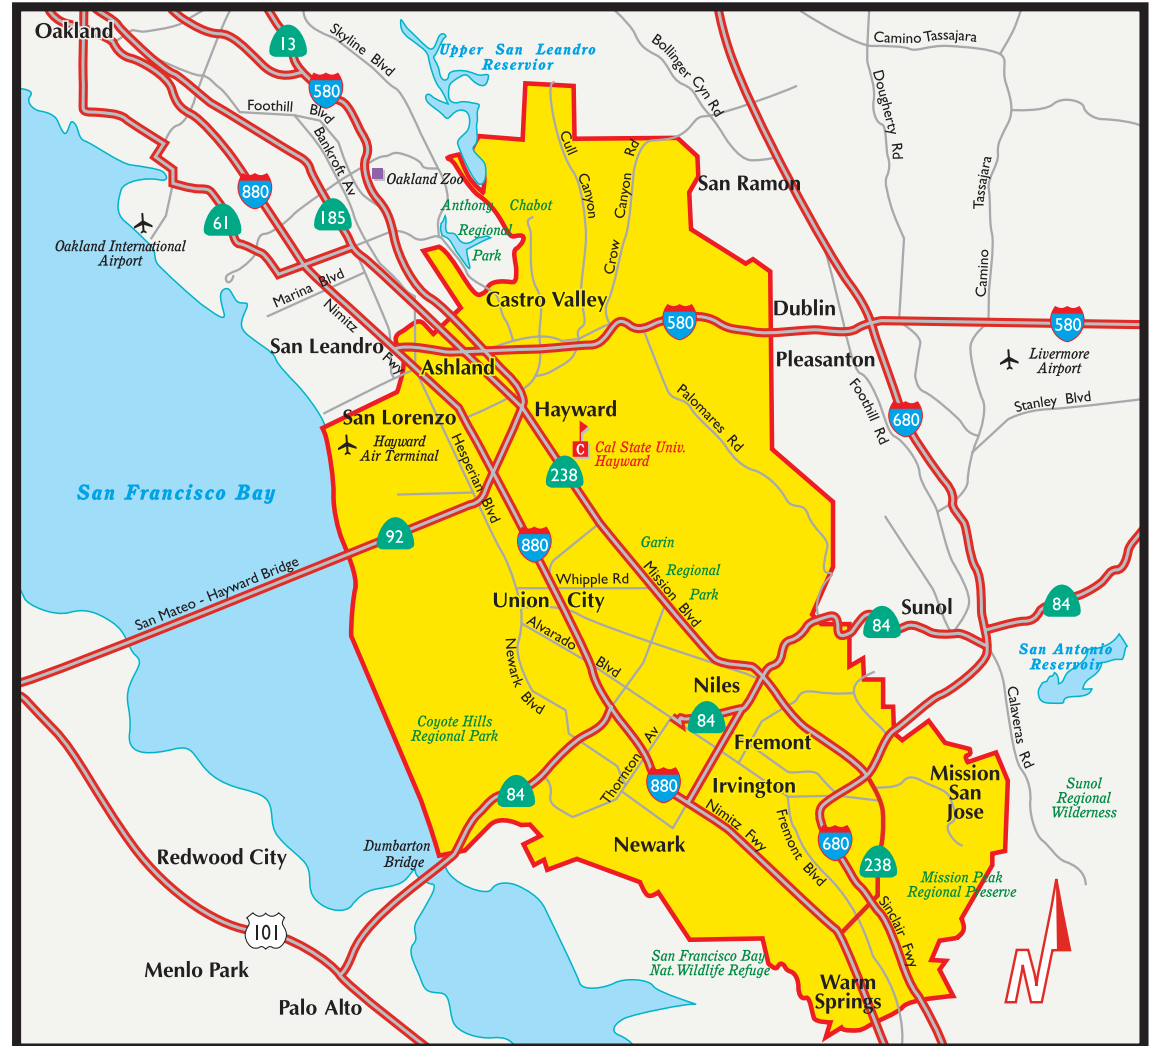 Oakland
13
Skyline Blvd
Upper San Leandro
Reservior
Bollinger Cyn Rd
Camino Tassajara
580
Dougherty Rd
Foothill Blvd
Bankroft Av
Cull Canyon
Crow Canyon Rd
Tassajara
Camino
Oakland Zoo
San Ramon
880
61
185
Anthony Chabot
Regional
Park
Oakland International
Airport
Marina Blvd
Nimitz Fwy
Castro Valley
580
Dublin
580
San Leandro
Ashland
Pleasanton
Livermore
Airport
Foothill Rd
Palomares Rd
Stanley Blvd
San Lorenzo
Hayward
680
Hayward
Air Terminal
Cal State Univ.
Hayward
C
238
Hesperian Blvd
San Francisco Bay
92
880
Garin
Regional
Park
San Mateo - Hayward Bridge
Whipple Rd
Mission Blvd
Union City
84
Sunol
84
Alvarado Blvd
Newark Blvd
San Antonio
Reservoir
Niles
Calaveras Rd
84
Coyote Hills
Regional Park
Thornton Av
Fremont
Mission
San
Jose
84
880
Irvington
Sunol
Regional
Wilderness
Nimitz Fwy
Fremont Blvd
Newark
680
238
Dumbarton
Bridge
Redwood City
Mission Peak
Regional Preserve
Sinclair Fwy
101
San Francisco Bay
Nat. Wildlife Refuge
Menlo Park
Warm
Springs
Palo Alto
N